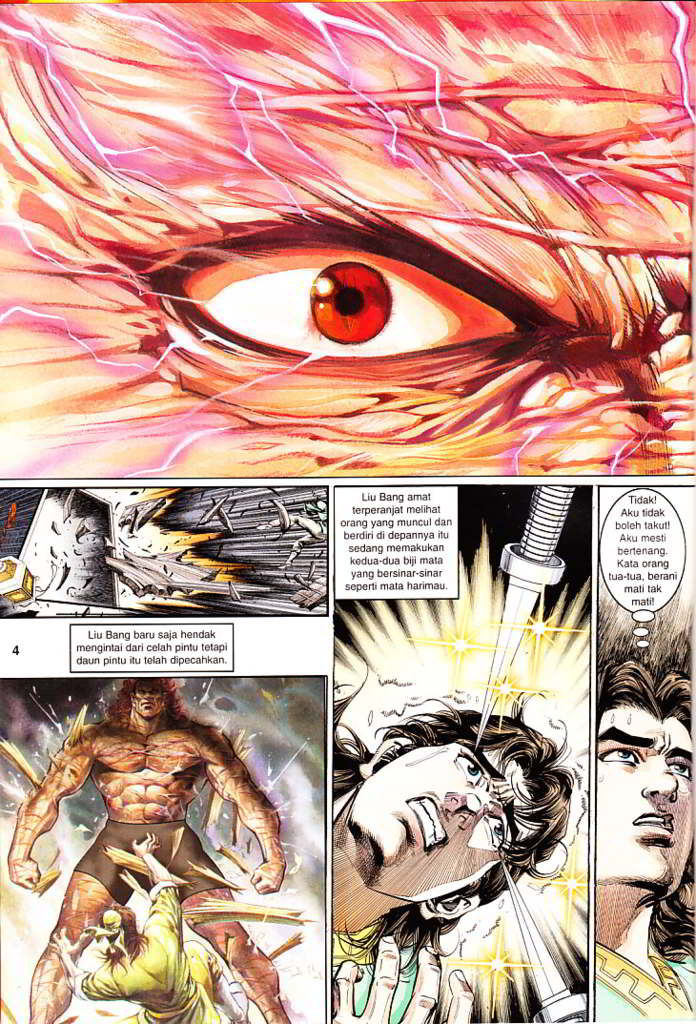 Liu Bang baru saja hendak
mengintai dari celah pintu tetapi
daun pintu itu telah dipecahkan.
4
Liu Bang amat
terperanjat melihat
orang yang muncul dan
berdiri di depannya itu
sedang memakukan
kedua-dua biji mata
yang bersinar-sinar
seperti mata harimau.
Tidak!
Aku tidak
boleh takut!
Aku mesti
bertenang.
Kata orang
tua-tua, berani
mati tak
mati!